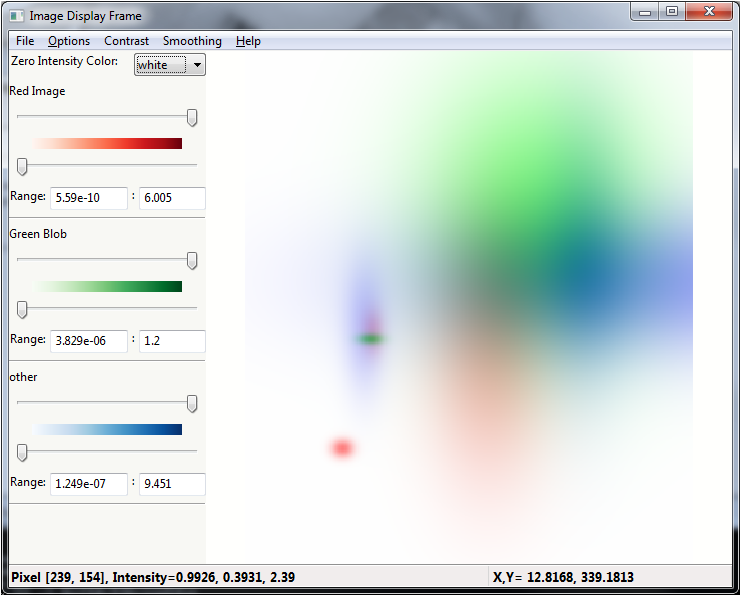 Image Display Frame
File Options Contrast Smoothing Help
Zero Intensity Color: white
Red Image
Range: 5.59e-10 : 6.005
Green Blob
Range: 3.829e-06 : 1.2
other
Range: 1.249e-07 : 9.451
Pixel [239, 154], Intensity=0.9926, 0.3931, 2.39 X,Y= 12.8168, 339.1813